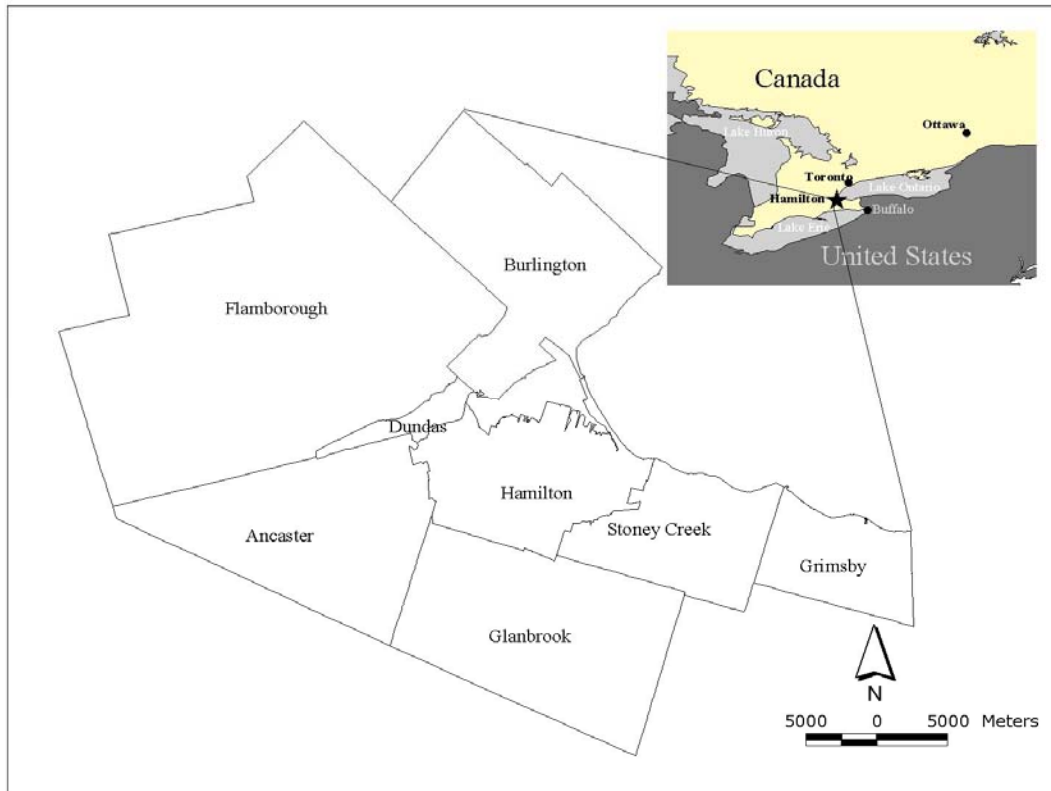 Canada
Ottawa
Lake Huron
Toronto
Lake Ontario
Hamilton
Buffalo
Lake Erie
United States
Burlington
Flamborough
Dundas
Hamilton
Stoney Creek
Ancaster
Grimsby
Glanbrook
N
5000 0 5000 Meters